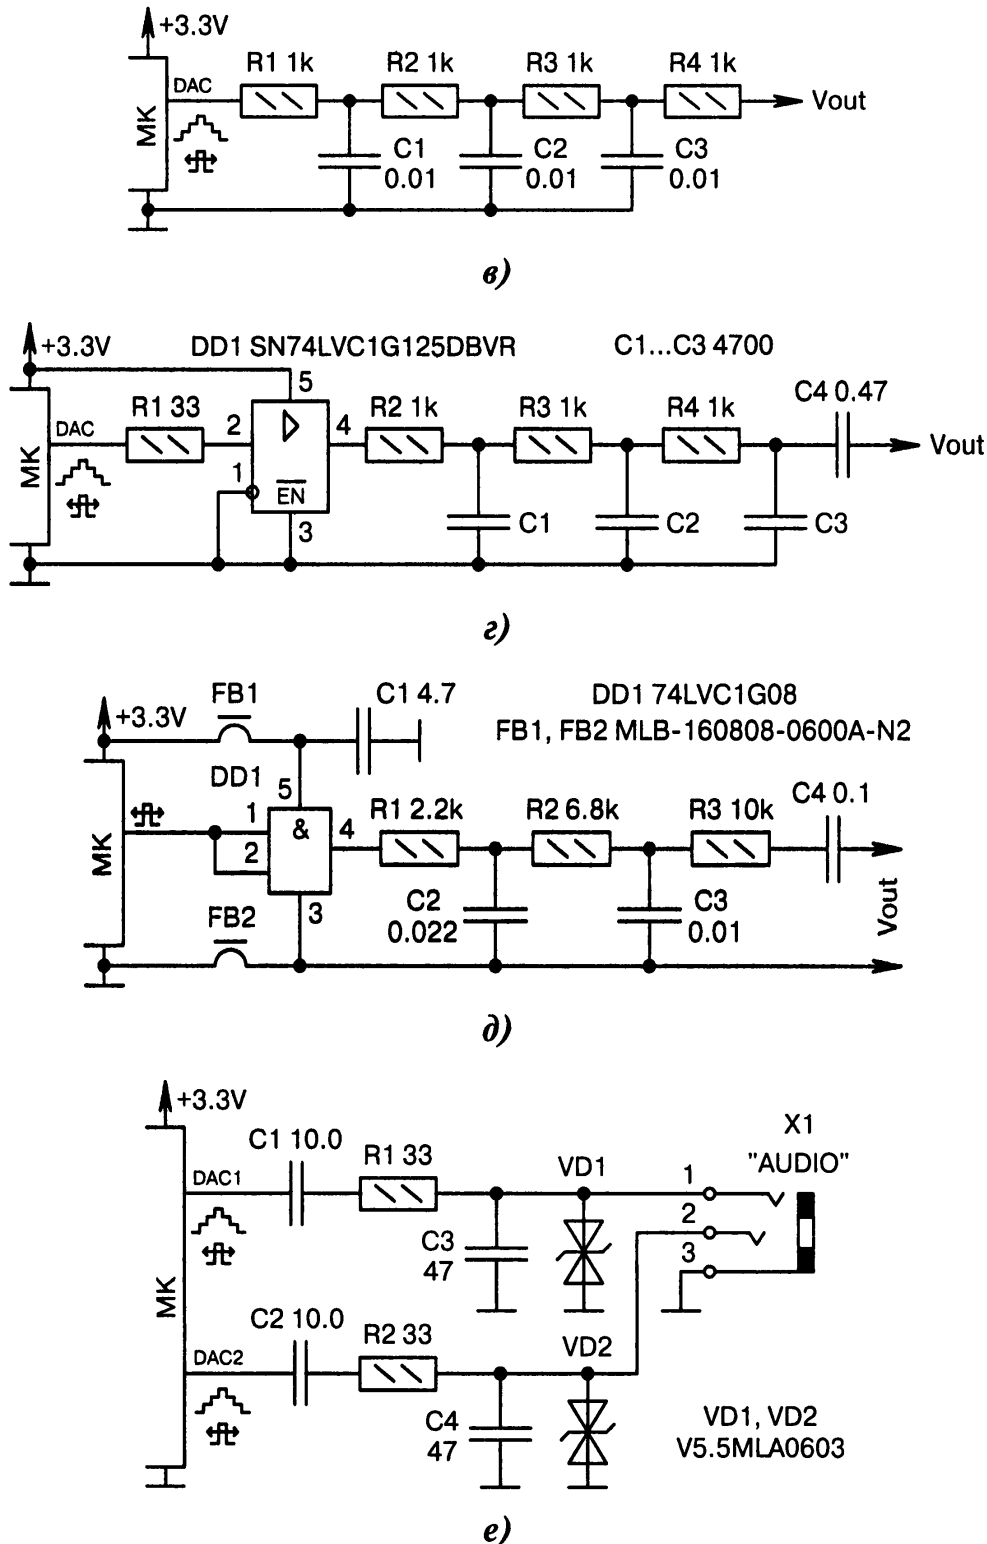 +3.3V
МК
DAC
R1 1k
R2 1k
R3 1k
R4 1k
Vout
C1
0.01
C2
0.01
C3
0.01
в)
+3.3V
DD1 SN74LVC1G125DBVR
C1...C3 4700
МК
DAC
R1 33
2
1
5
EN
3
4
R2 1k
R3 1k
R4 1k
C4 0.47
Vout
C1
C2
C3
г)
+3.3V
FB1
C1 4.7
DD1 74LVC1G08
FB1, FB2 MLB-160808-0600A-N2
МК
DD1
5
1
2
&
4
3
R1 2.2k
R2 6.8k
R3 10k
C4 0.1
C2
0.022
C3
0.01
Vout
FB2
д)
+3.3V
МК
DAC1
C1 10.0
R1 33
VD1
C3
47
X1
"AUDIO"
1
2
3
DAC2
C2 10.0
R2 33
VD2
C4
47
VD1, VD2
V5.5MLA0603
е)